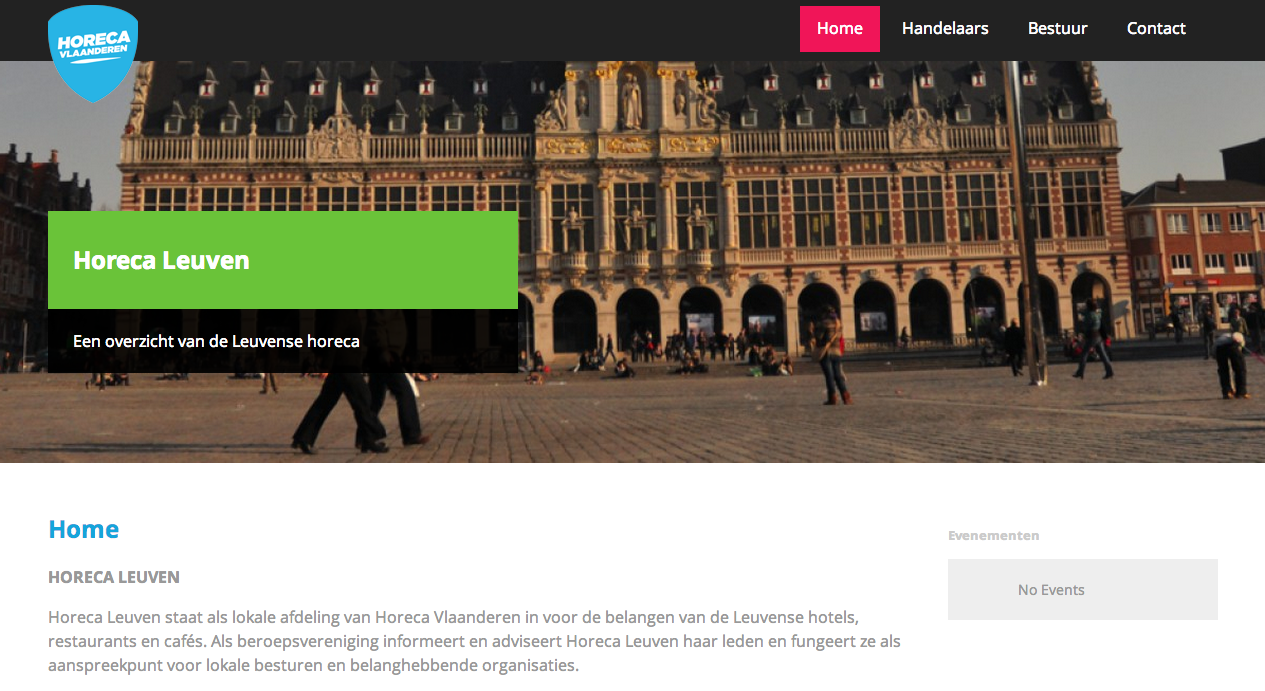 HORECA
VLAANDEREN
Home
Handelaars
Bestuur
Contact
Horeca Leuven
Een overzicht van de Leuvense horeca
Home
HORECA LEUVEN
Horeca Leuven staat als lokale afdeling van Horeca Vlaanderen in voor de belangen van de Leuvense hotels,
restaurants en cafés. Als beroepsvereniging informeert en adviseert Horeca Leuven haar leden en fungeert ze als
aanspreekpunt voor lokale besturen en belanghebbende organisaties.
Evenementen
No Events